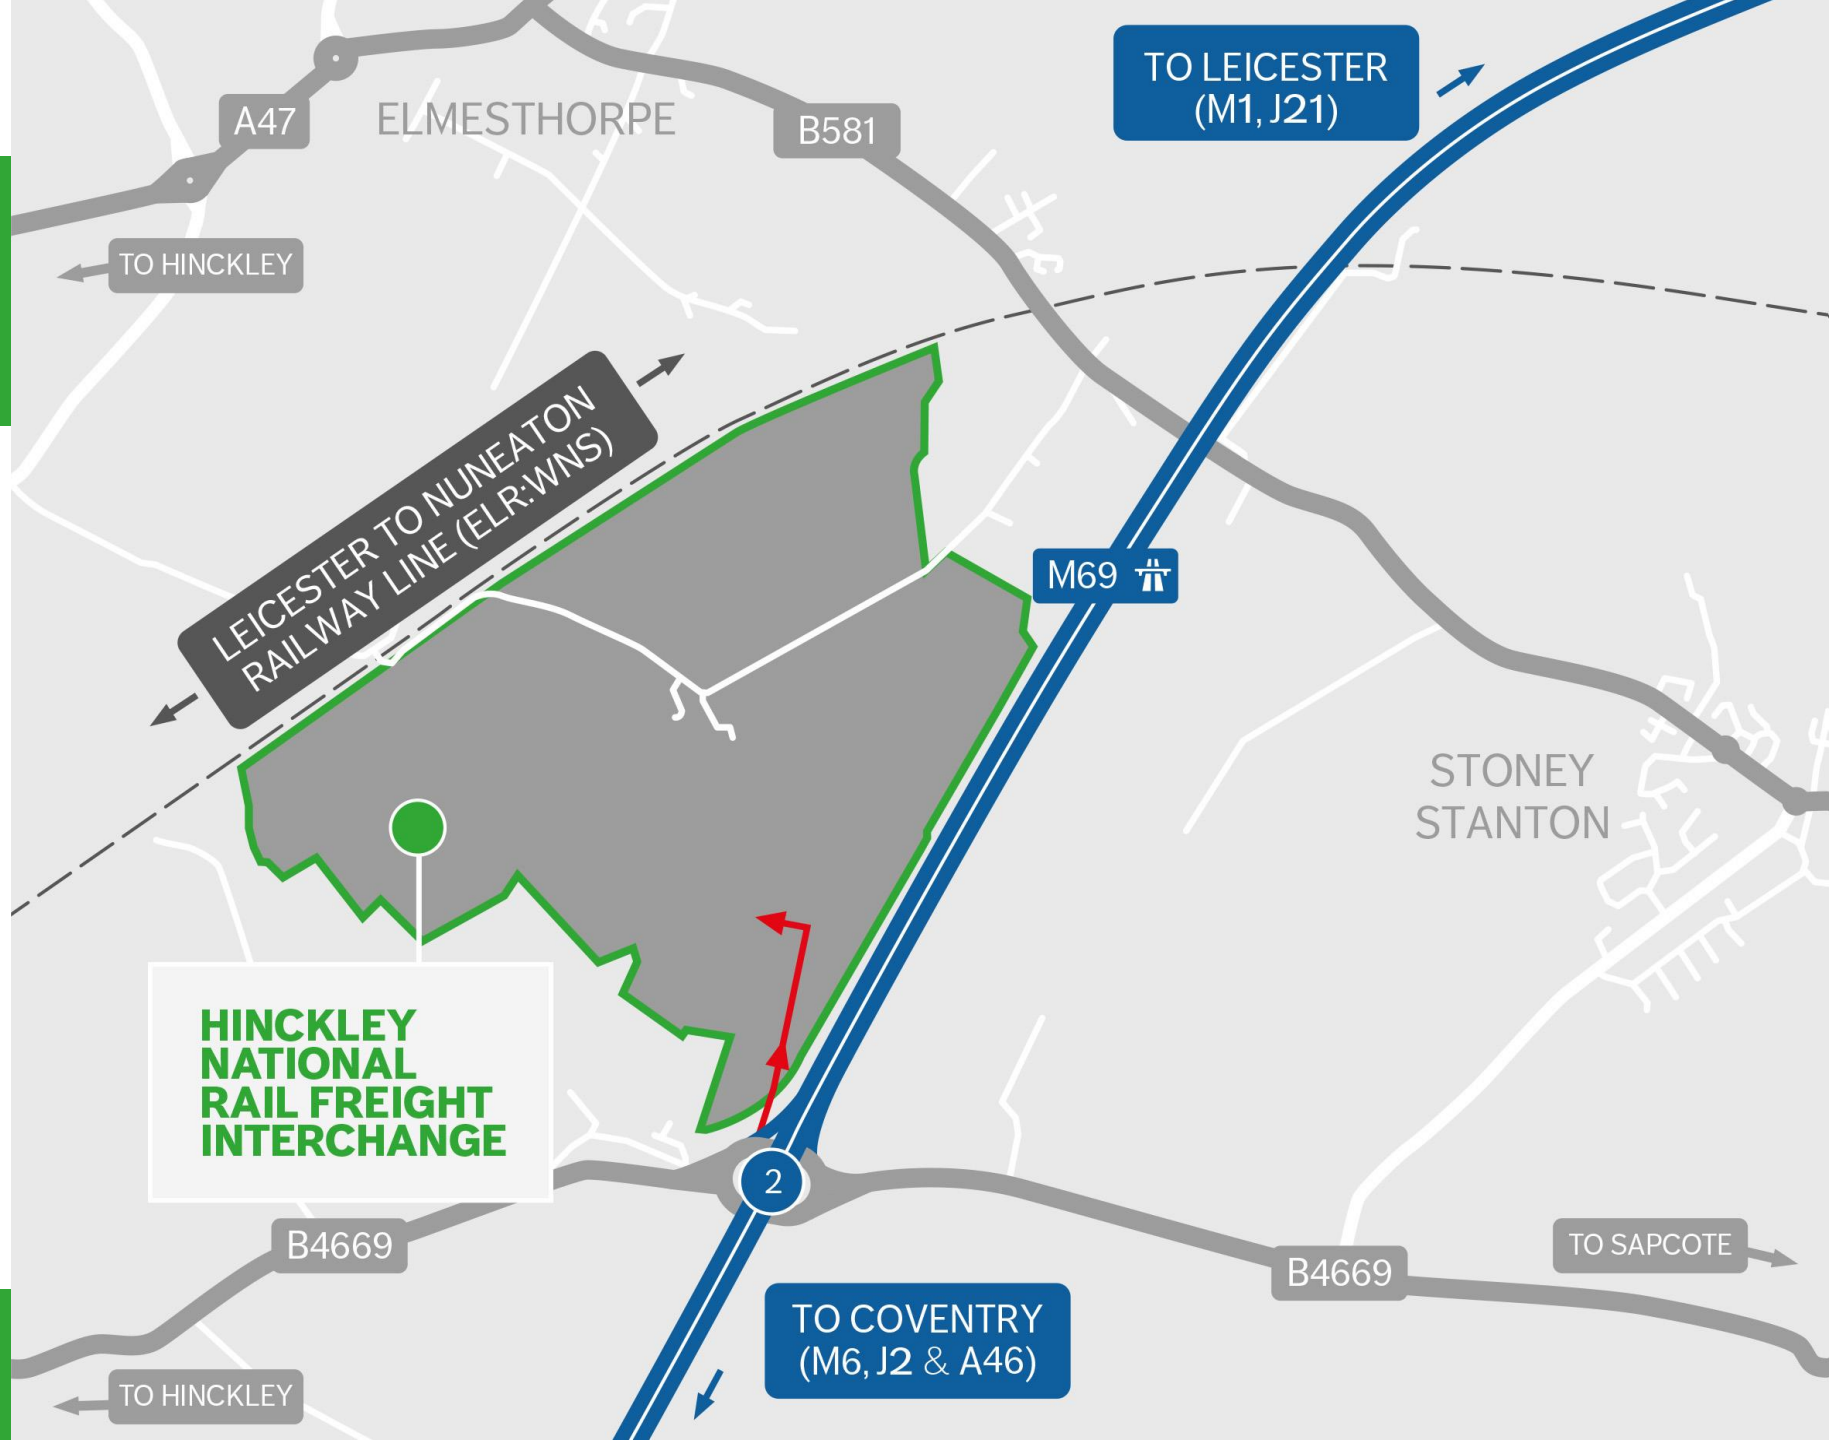 TO LEICESTER
(M1, J21)
A47
ELMESTHORPE
B581
TO HINCKLEY
LEICESTER TO NUNEATON
RAILWAY LINE (ELR:WNS)
M69
STONEY
STANTON
HINCKLEY
NATIONAL
RAIL FREIGHT
INTERCHANGE
2
B4669
B4669
TO SAPCOTE
TO COVENTRY
(M6, J2 & A46)
TO HINCKLEY